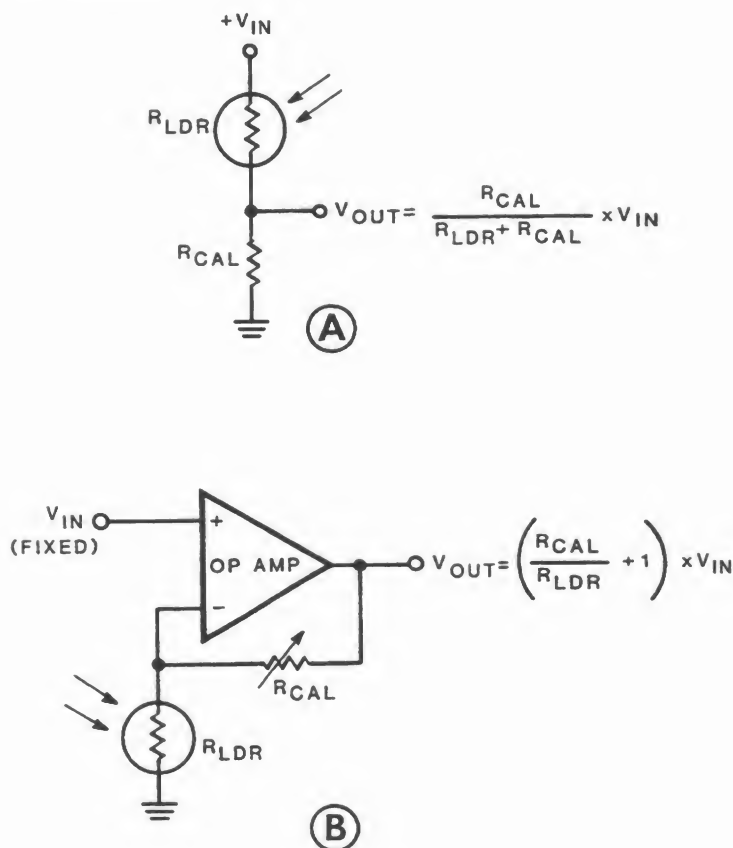 +VIN
RLDR
VOUT= RCAL / RLDR+RCAL ×VIN
RCAL
A
VIN
(FIXED)
+
OP AMP
−
VOUT= (RCAL / RLDR +1) ×VIN
RCAL
RLDR
B